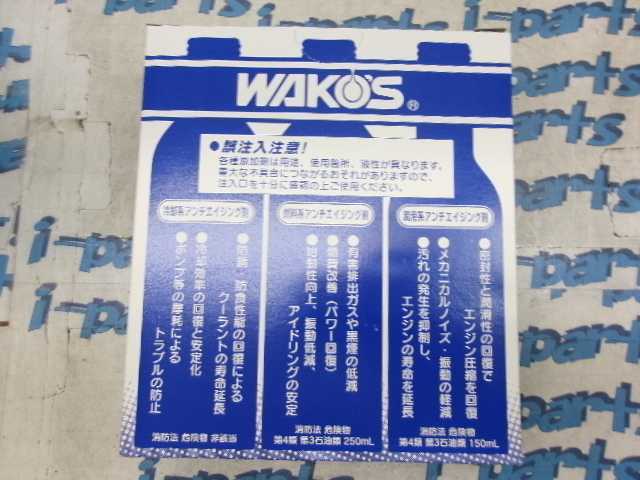 WAKO'S®
●誤注入注意!
各種添加剤は用途、使用箇所、液性が異なります。
重大な不具合につながるおそれがありますので、
注入口を十分に確認の上ご使用ください。
冷却系アンチエイジング剤
●防錆・防食性能の回復による
クーラントの寿命延長
●冷却効率の回復と安定化
●ポンプ等の摩耗による
トラブルの防止
消防法 危険物 非該当
燃料系アンチエイジング剤
●有害排出ガスや黒煙の低減
●燃費改善(パワー回復)
●始動性向上、振動低減、
アイドリングの安定
消防法 危険物
第4類 第3石油類 250mL
潤滑系アンチエイジング剤
●密封性と潤滑性の回復で
エンジン圧縮を回復
●メカニカルノイズ・振動の軽減
●汚れの発生を抑制し、
エンジンの寿命を延長
消防法 危険物
第4類 第3石油類 150mL
i-parts
i-parts
i-parts
i-parts